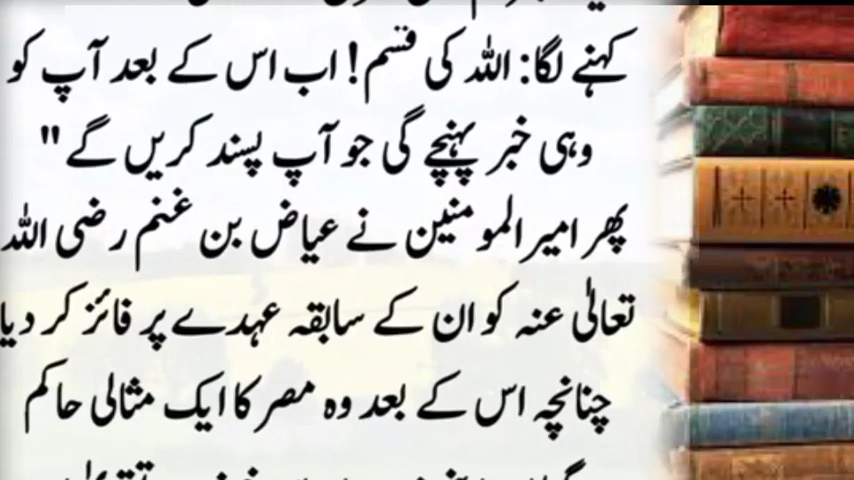 کہنے لگا: اللہ کی قسم! اب اس کے بعد آپ کو
وہی خبر پہنچے گی جو آپ پسند کریں گے "
پھر امیر المومنین نے عیاض بن غنم رضی اللہ
تعالیٰ عنہ کو ان کے سابقہ عہدے پر فائز کر دیا
چنانچہ اس کے بعد وہ مصر کا ایک مثالی حاکم